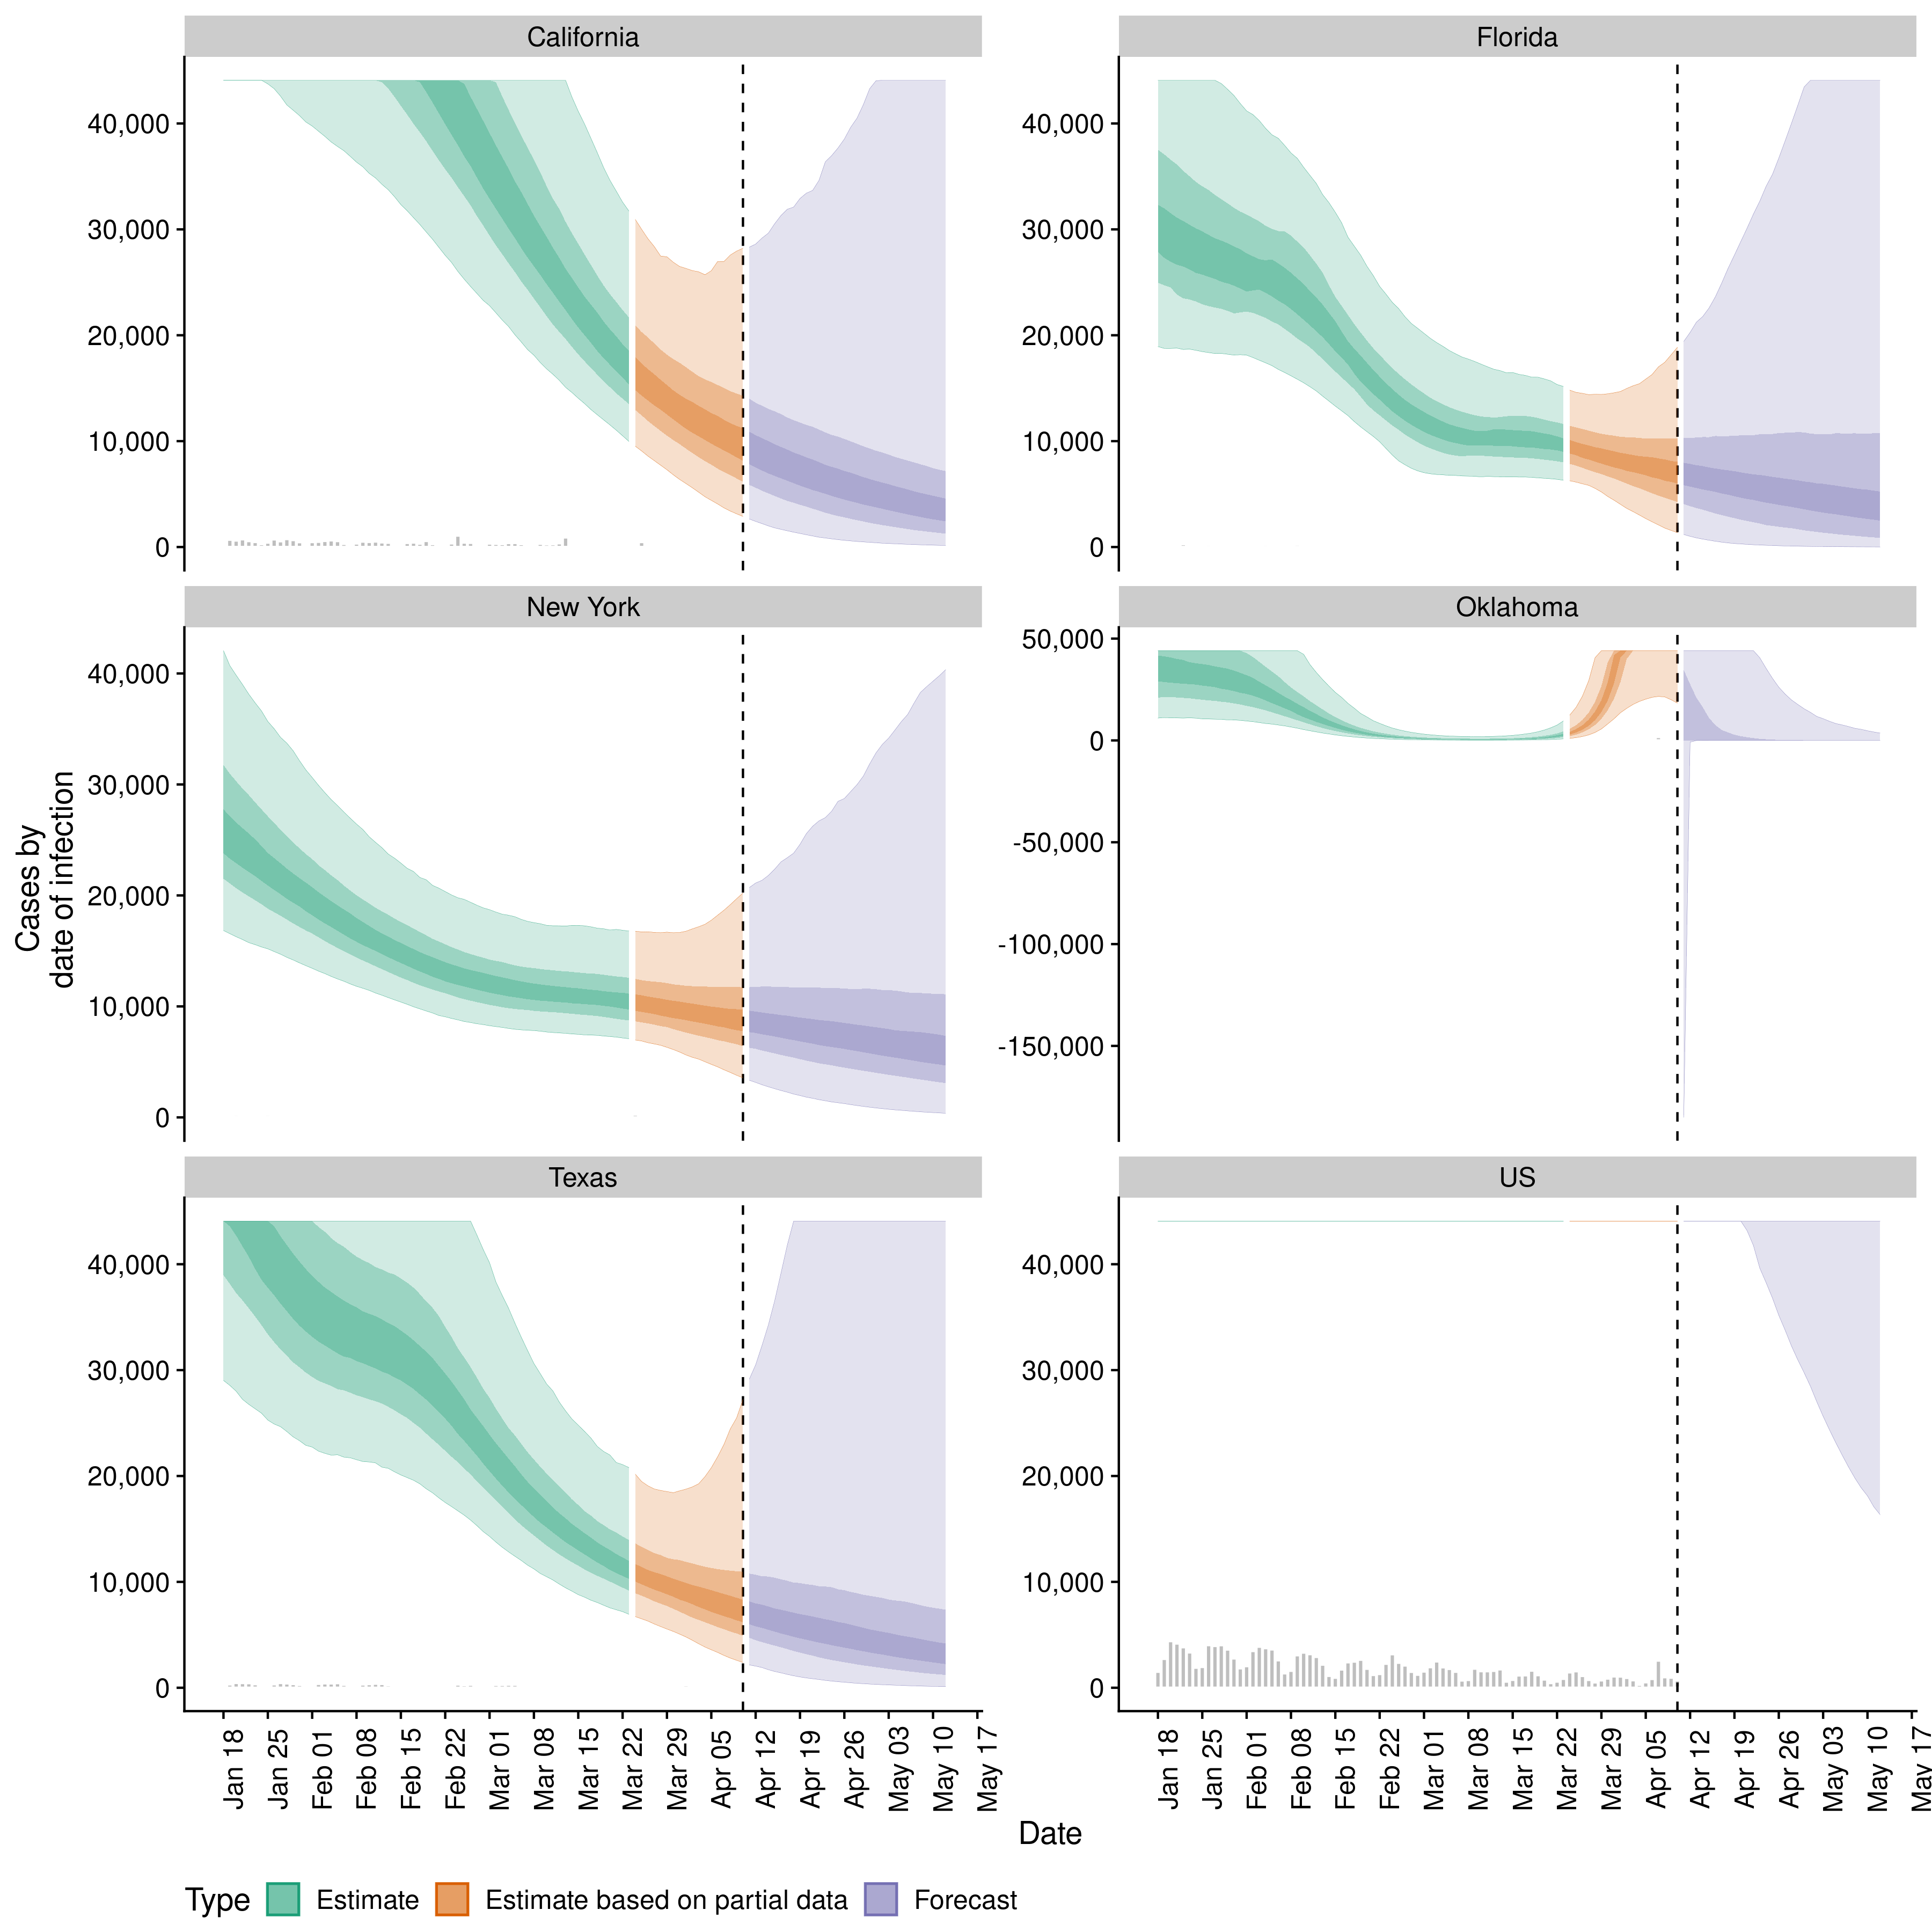 California
Florida
40,000
30,000
20,000
10,000
0
40,000
30,000
20,000
10,000
0
New York
Oklahoma
40,000
30,000
20,000
10,000
0
50,000
0
-50,000
-100,000
-150,000
Cases by
date of infection
Texas
US
40,000
30,000
20,000
10,000
0
40,000
30,000
20,000
10,000
0
Jan 18
Jan 25
Feb 01
Feb 08
Feb 15
Feb 22
Mar 01
Mar 08
Mar 15
Mar 22
Mar 29
Apr 05
Apr 12
Apr 19
Apr 26
May 03
May 10
May 17
Jan 18
Jan 25
Feb 01
Feb 08
Feb 15
Feb 22
Mar 01
Mar 08
Mar 15
Mar 22
Mar 29
Apr 05
Apr 12
Apr 19
Apr 26
May 03
May 10
May 17
Date
Type Estimate Estimate based on partial data Forecast